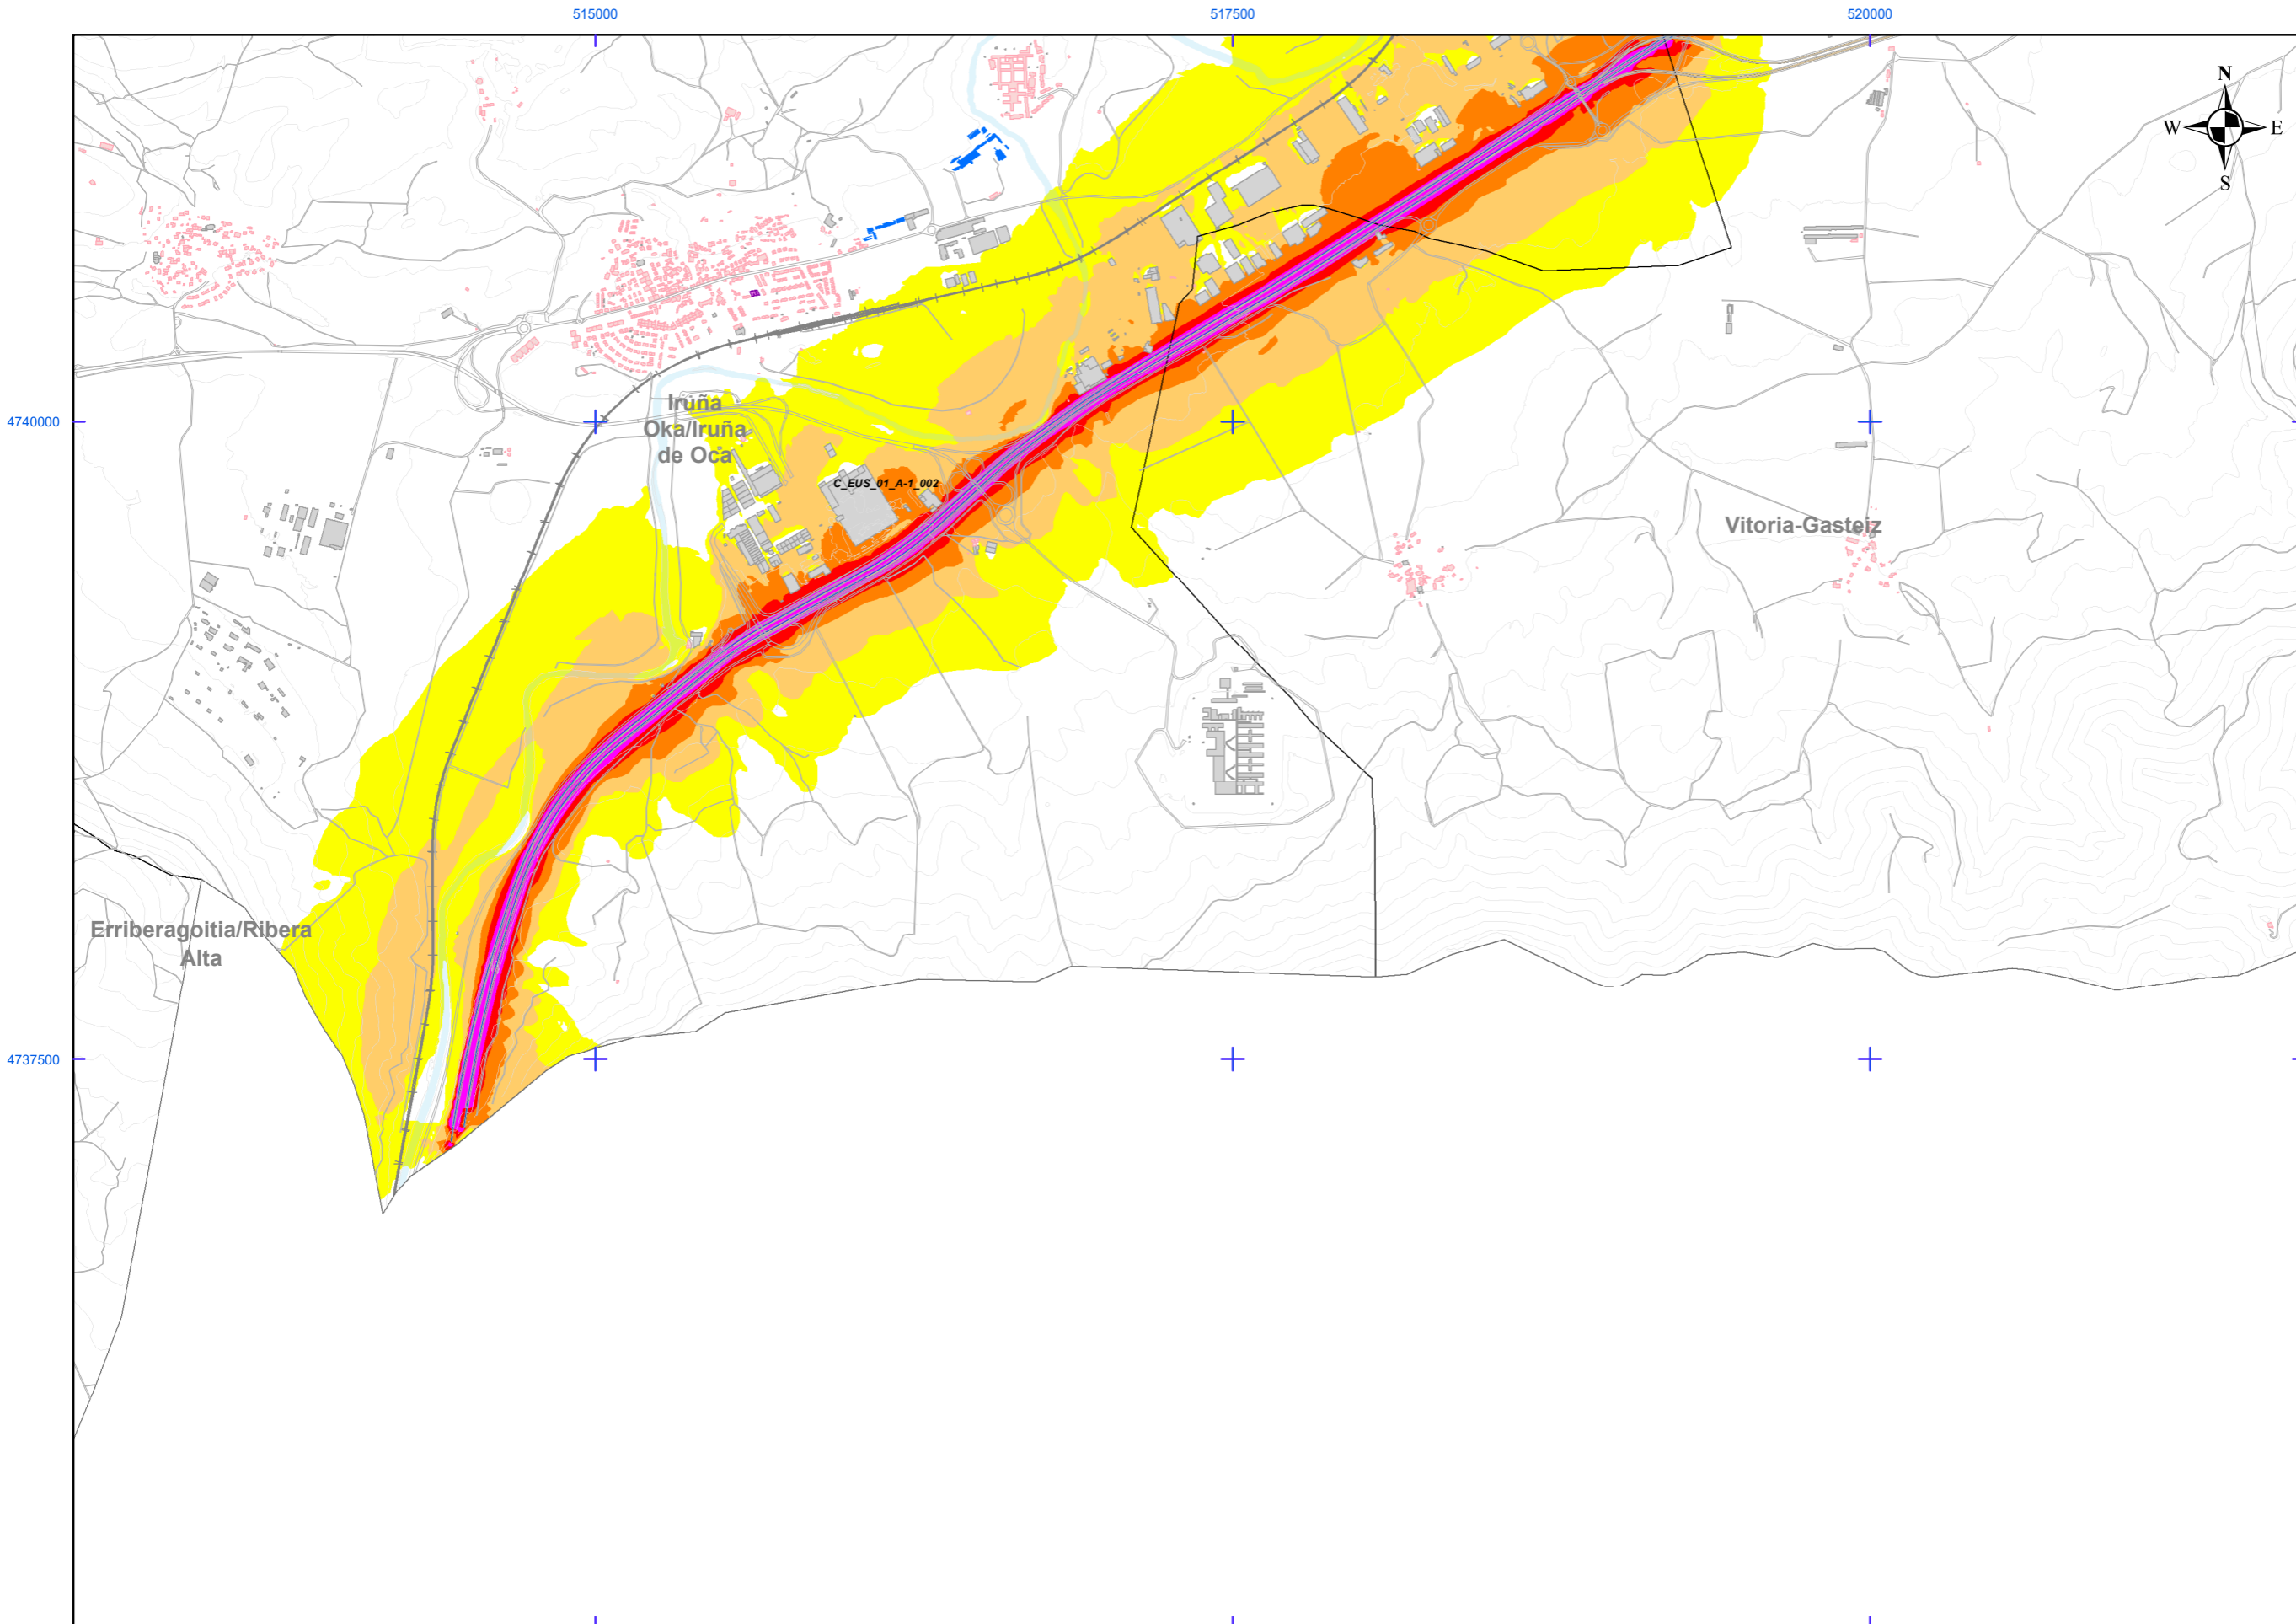 515000
517500
520000
N
W
E
S
4740000
Iruña
Oka/Iruña
de Oca
C_EUS_01_A-1_002
Vitoria-Gasteiz
Erriberagoitia/Ribera
Alta
4737500